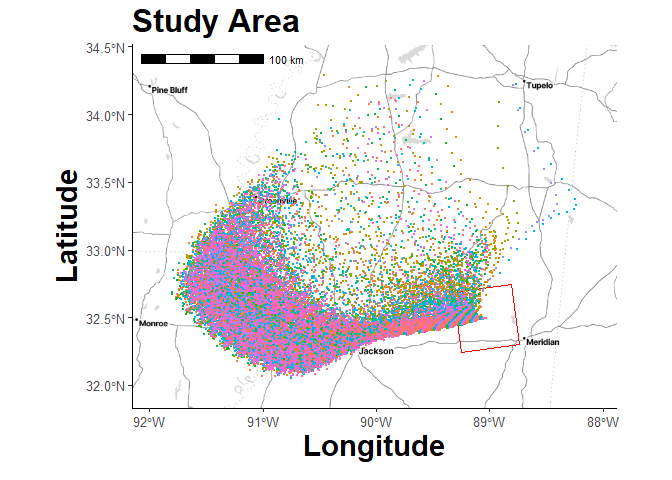 Study Area
34.5°N
100 km
Tupelo
Pine Bluff
34.0°N
33.5°N
Greenville
33.0°N
32.5°N
Monroe
Meridian
Jackson
32.0°N
92°W
91°W
90°W
89°W
88°W
Latitude
Longitude